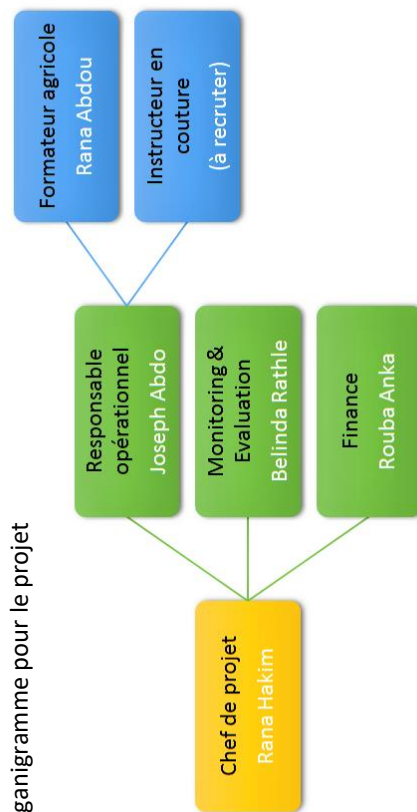 ganigramme pour le projet
Chef de projet
Rana Hakim
Responsable
opérationnel
Joseph Abdo
Monitoring &
Evaluation
Belinda Rathle
Finance
Rouba Anka
Formateur agricole
Rana Abdou
Instructeur en
couture
(à recruter)